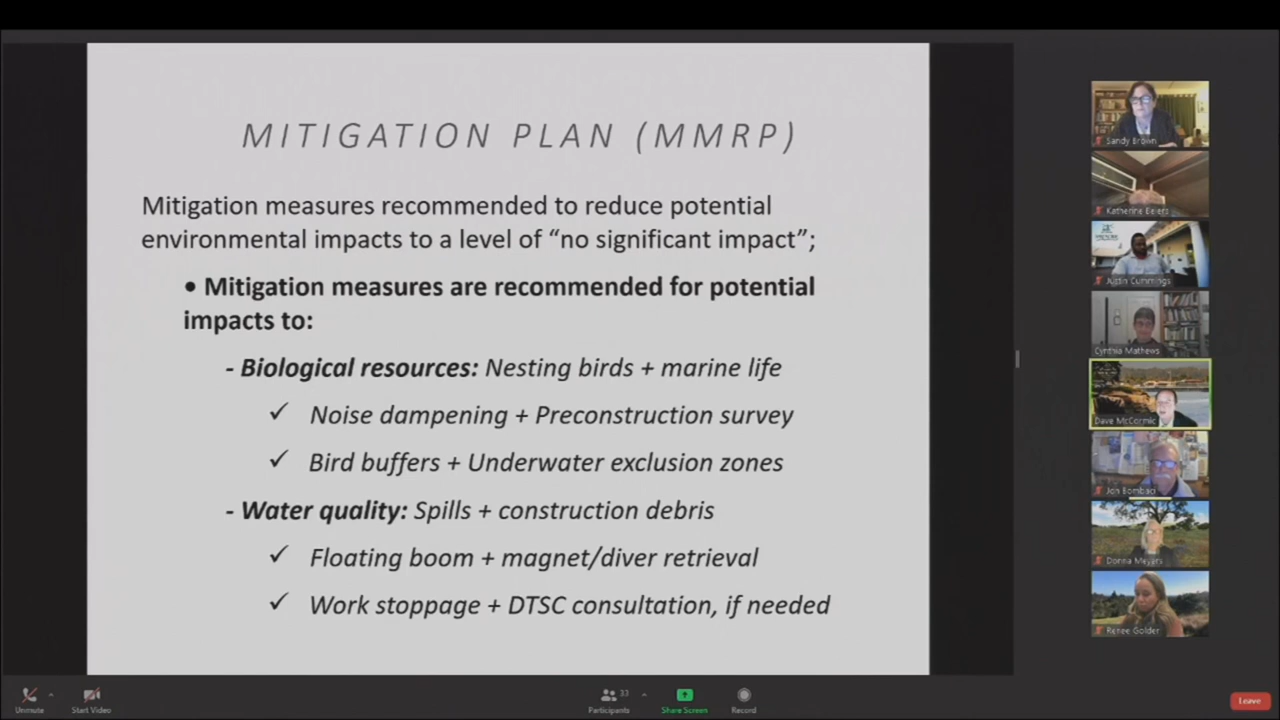 MITIGATION PLAN (MMRP)
Mitigation measures recommended to reduce potential
environmental impacts to a level of “no significant impact”;
• Mitigation measures are recommended for potential
impacts to:
- Biological resources: Nesting birds + marine life
✓ Noise dampening + Preconstruction survey
✓ Bird buffers + Underwater exclusion zones
- Water quality: Spills + construction debris
✓ Floating boom + magnet/diver retrieval
✓ Work stoppage + DTSC consultation, if needed
Sandy Brown
Katherine Beiers
Justin Cummings
Cynthia Mathews
Dave McCormic
Jon Bombaci
Donna Meyers
Renee Golder
Unmute
Start Video
33
Participants
Share Screen
Record
Leave